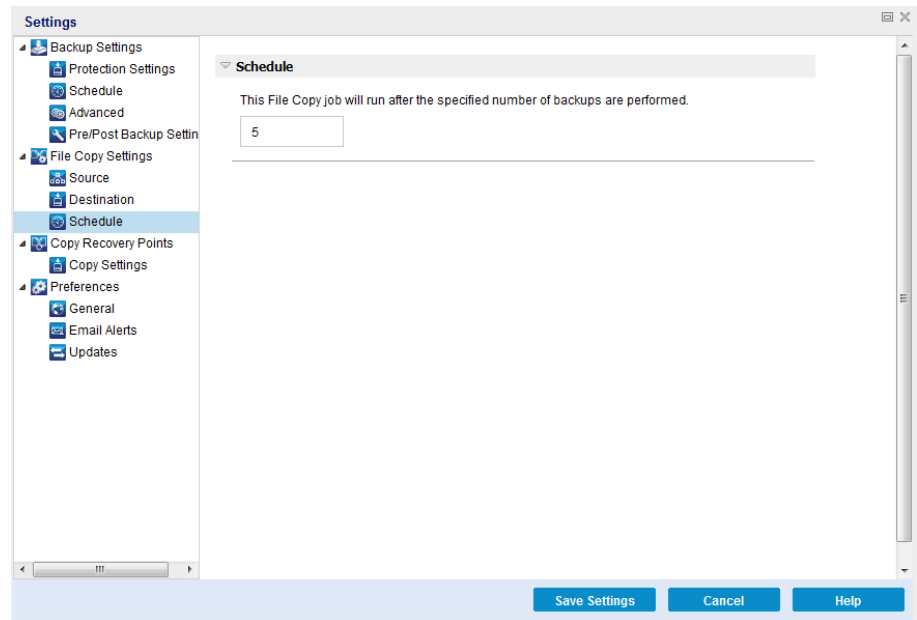 Settings
Backup Settings
Protection Settings
Schedule
Advanced
Pre/Post Backup Settin
File Copy Settings
Source
Destination
Schedule
Copy Recovery Points
Copy Settings
Preferences
General
Email Alerts
Updates
Schedule
This File Copy job will run after the specified number of backups are performed.
5
Save Settings
Cancel
Help